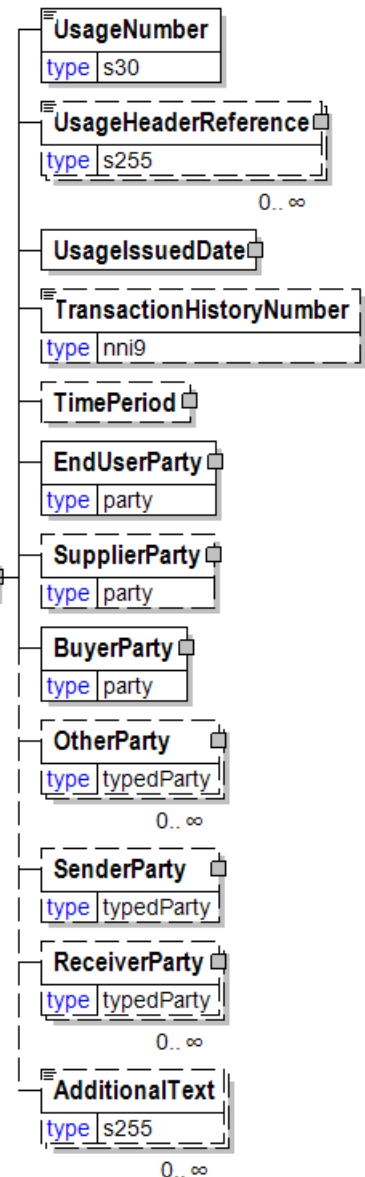 UsageNumber
type s30
UsageHeaderReference
type s255
0.. ∞
UsageIssuedDate
TransactionHistoryNumber
type nni9
TimePeriod
EndUserParty
type party
SupplierParty
type party
BuyerParty
type party
OtherParty
type typedParty
0.. ∞
SenderParty
type typedParty
ReceiverParty
type typedParty
0.. ∞
AdditionalText
type s255
0.. ∞